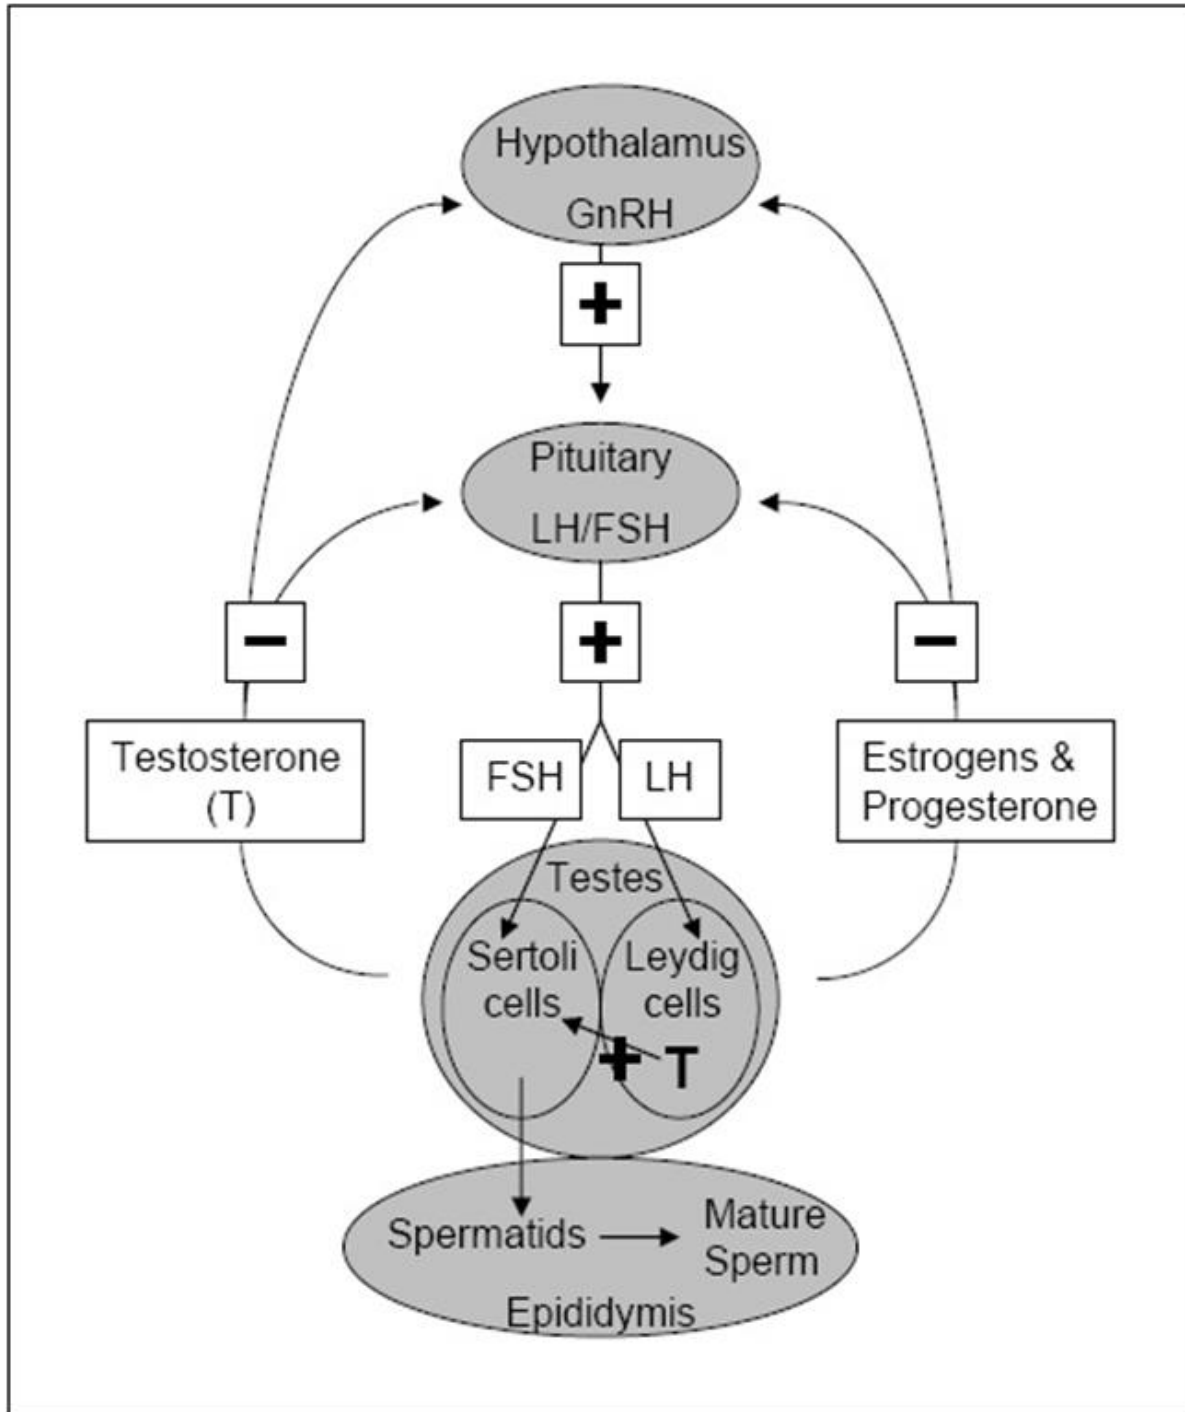 Hypothalamus
GnRH
+
Pituitary
LH/FSH
−
+
−
Testosterone
(T)
FSH
LH
Estrogens &
Progesterone
Testes
Sertoli
cells
Leydig
cells
+
T
Spermatids
Mature
Sperm
Epididymis